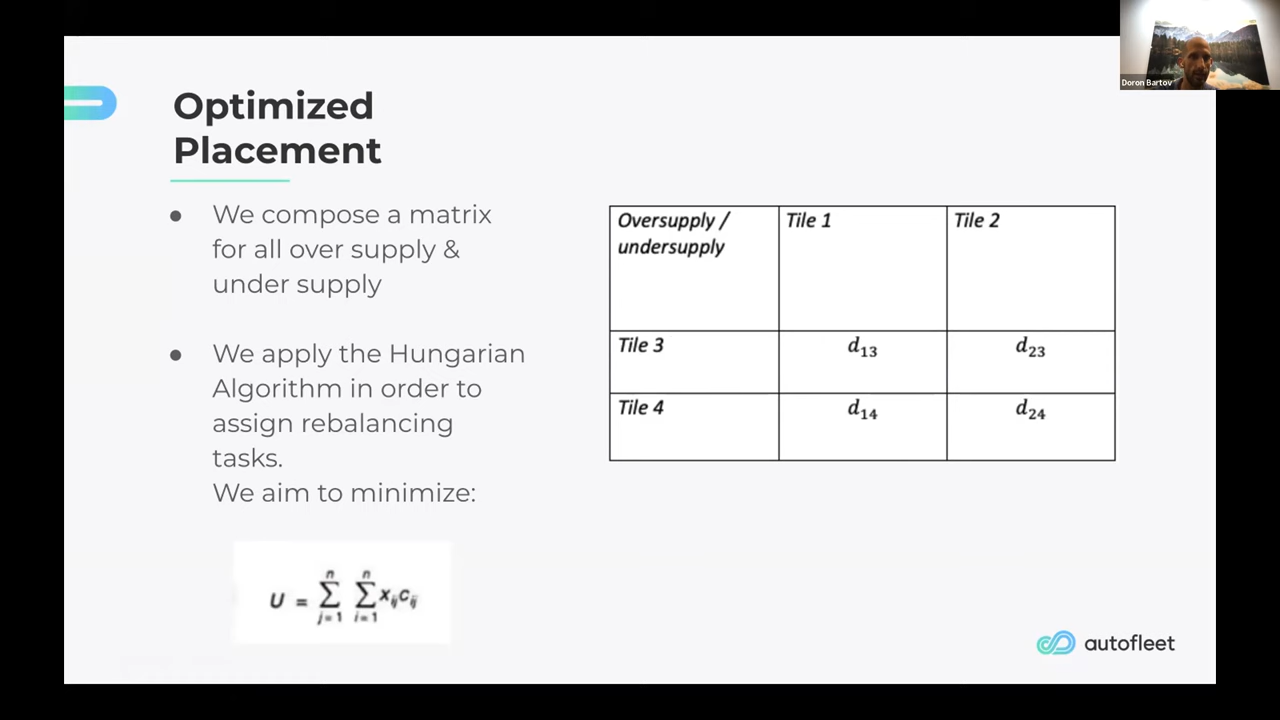 Doron Bartov
Optimized
Placement
● We compose a matrix
for all over supply &
under supply
● We apply the Hungarian
Algorithm in order to
assign rebalancing
tasks.
We aim to minimize:
U = n∑j=1 n∑i=1 xijcij
Oversupply / undersupply Tile 1 Tile 2
Tile 3 d13 d23
Tile 4 d14 d24
autofleet